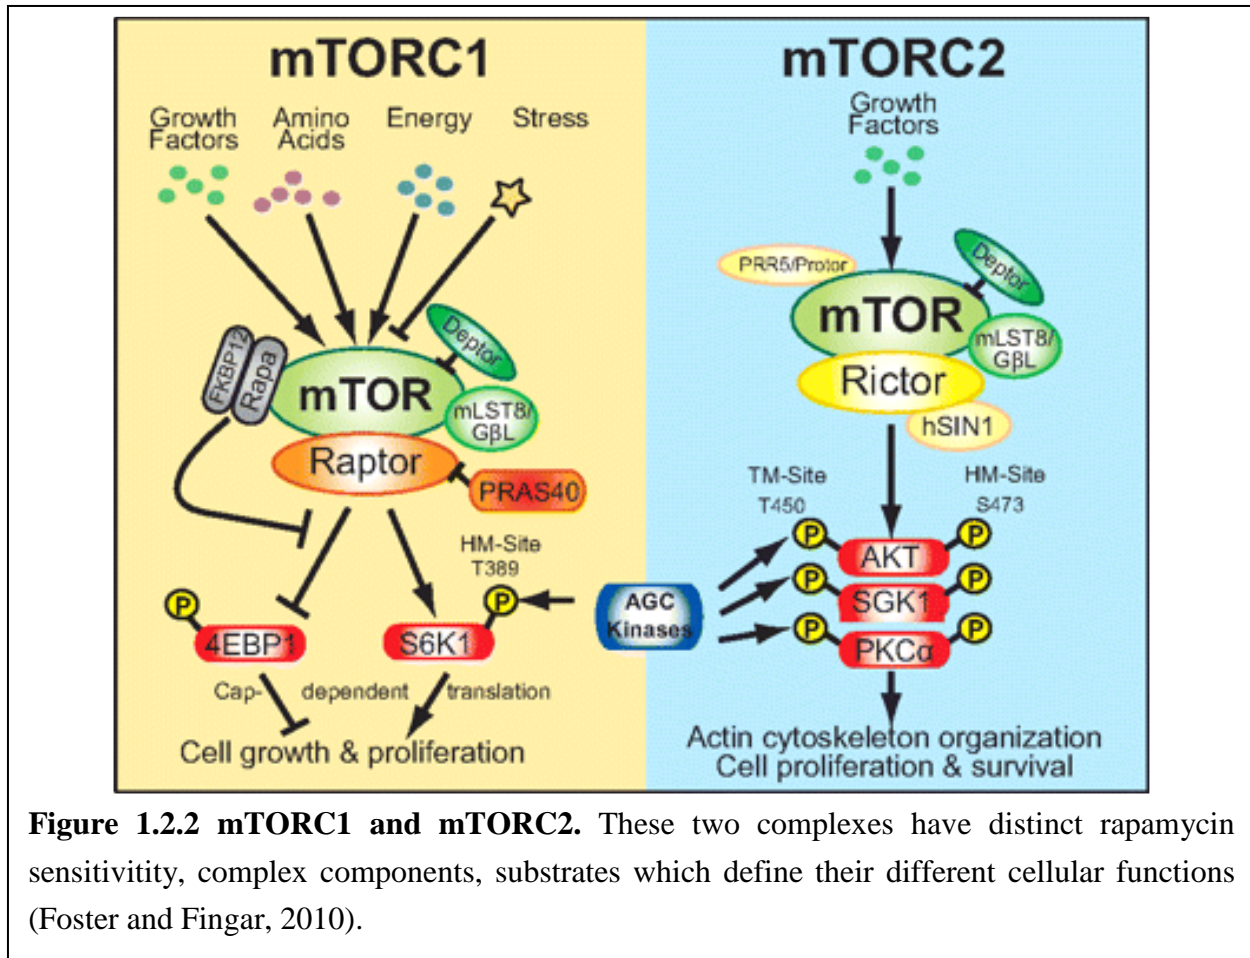 mTORC1
Growth
Factors
Amino
Acids
Energy
Stress
FKBP12
Rapa
mTOR
Deptor
mLST8/
GβL
Raptor
PRAS40
HM-Site
T389
P
4EBP1
P
S6K1
Cap- dependent translation
Cell growth & proliferation
mTORC2
Growth
Factors
PRR5/Protor
Deptor
mTOR
mLST8/
GβL
Rictor
hSIN1
TM-Site
T450
HM-Site
S473
AGC
Kinases
P
AKT
P
P
SGK1
P
P
PKCα
P
Actin cytoskeleton organization
Cell proliferation & survival
Figure 1.2.2 mTORC1 and mTORC2. These two complexes have distinct rapamycin
sensitivitity, complex components, substrates which define their different cellular functions
(Foster and Fingar, 2010).